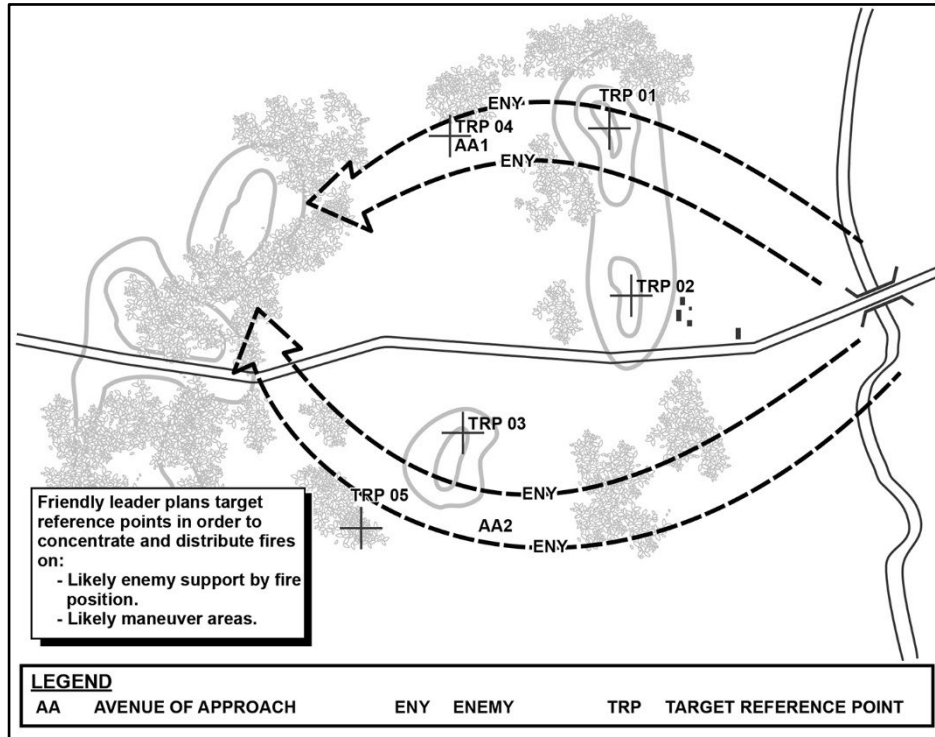 ENY
TRP 01
TRP 04
AA1
ENY
TRP 02
TRP 03
ENY
TRP 05
AA2
ENY
Friendly leader plans target
reference points in order to
concentrate and distribute fires
on:
- Likely enemy support by fire
position.
- Likely maneuver areas.
LEGEND
AA AVENUE OF APPROACH ENY ENEMY TRP TARGET REFERENCE POINT